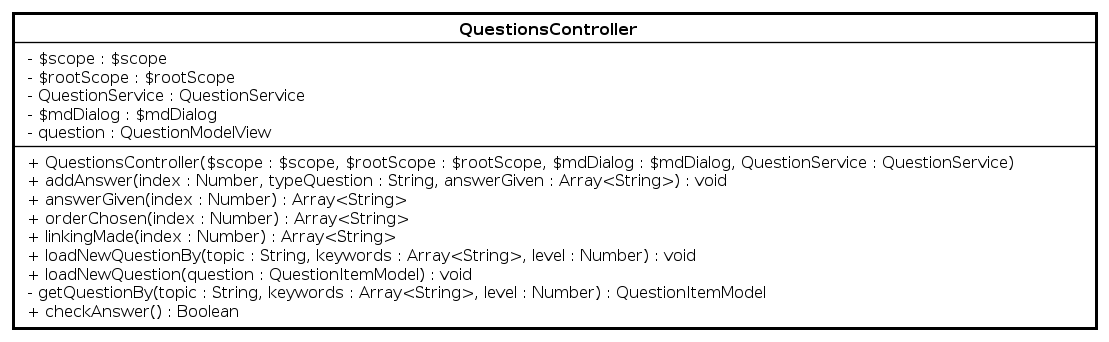 QuestionsController
- $scope : $scope
- $rootScope : $rootScope
- QuestionService : QuestionService
- $mdDialog : $mdDialog
- question : QuestionModelView
+ QuestionsController($scope : $scope, $rootScope : $rootScope, $mdDialog : $mdDialog, QuestionService : QuestionService)
+ addAnswer(index : Number, typeQuestion : String, answerGiven : Array<String>) : void
+ answerGiven(index : Number) : Array<String>
+ orderChosen(index : Number) : Array<String>
+ linkingMade(index : Number) : Array<String>
+ loadNewQuestionBy(topic : String, keywords : Array<String>, level : Number) : void
+ loadNewQuestion(question : QuestionItemModel) : void
- getQuestionBy(topic : String, keywords : Array<String>, level : Number) : QuestionItemModel
+ checkAnswer() : Boolean